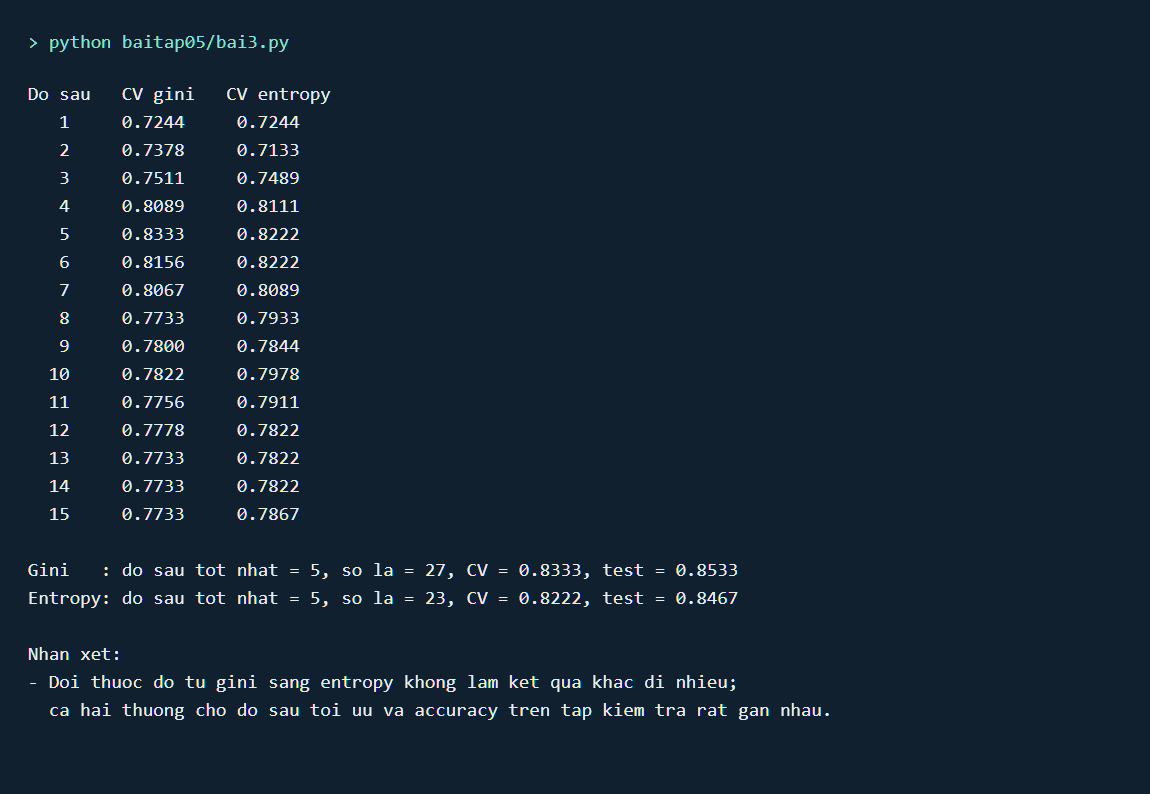 > python baitap05/bai3.py
Do sau   CV gini   CV entropy
1     0.7244     0.7244
2     0.7378     0.7133
3     0.7511     0.7489
4     0.8089     0.8111
5     0.8333     0.8222
6     0.8156     0.8222
7     0.8067     0.8089
8     0.7733     0.7933
9     0.7800     0.7844
10     0.7822     0.7978
11     0.7756     0.7911
12     0.7778     0.7822
13     0.7733     0.7822
14     0.7733     0.7822
15     0.7733     0.7867
Gini   : do sau tot nhat = 5, so la = 27, CV = 0.8333, test = 0.8533
Entropy: do sau tot nhat = 5, so la = 23, CV = 0.8222, test = 0.8467
Nhan xet:
- Doi thuoc do tu gini sang entropy khong lam ket qua khac di nhieu;
ca hai thuong cho do sau toi uu va accuracy tren tap kiem tra rat gan nhau.